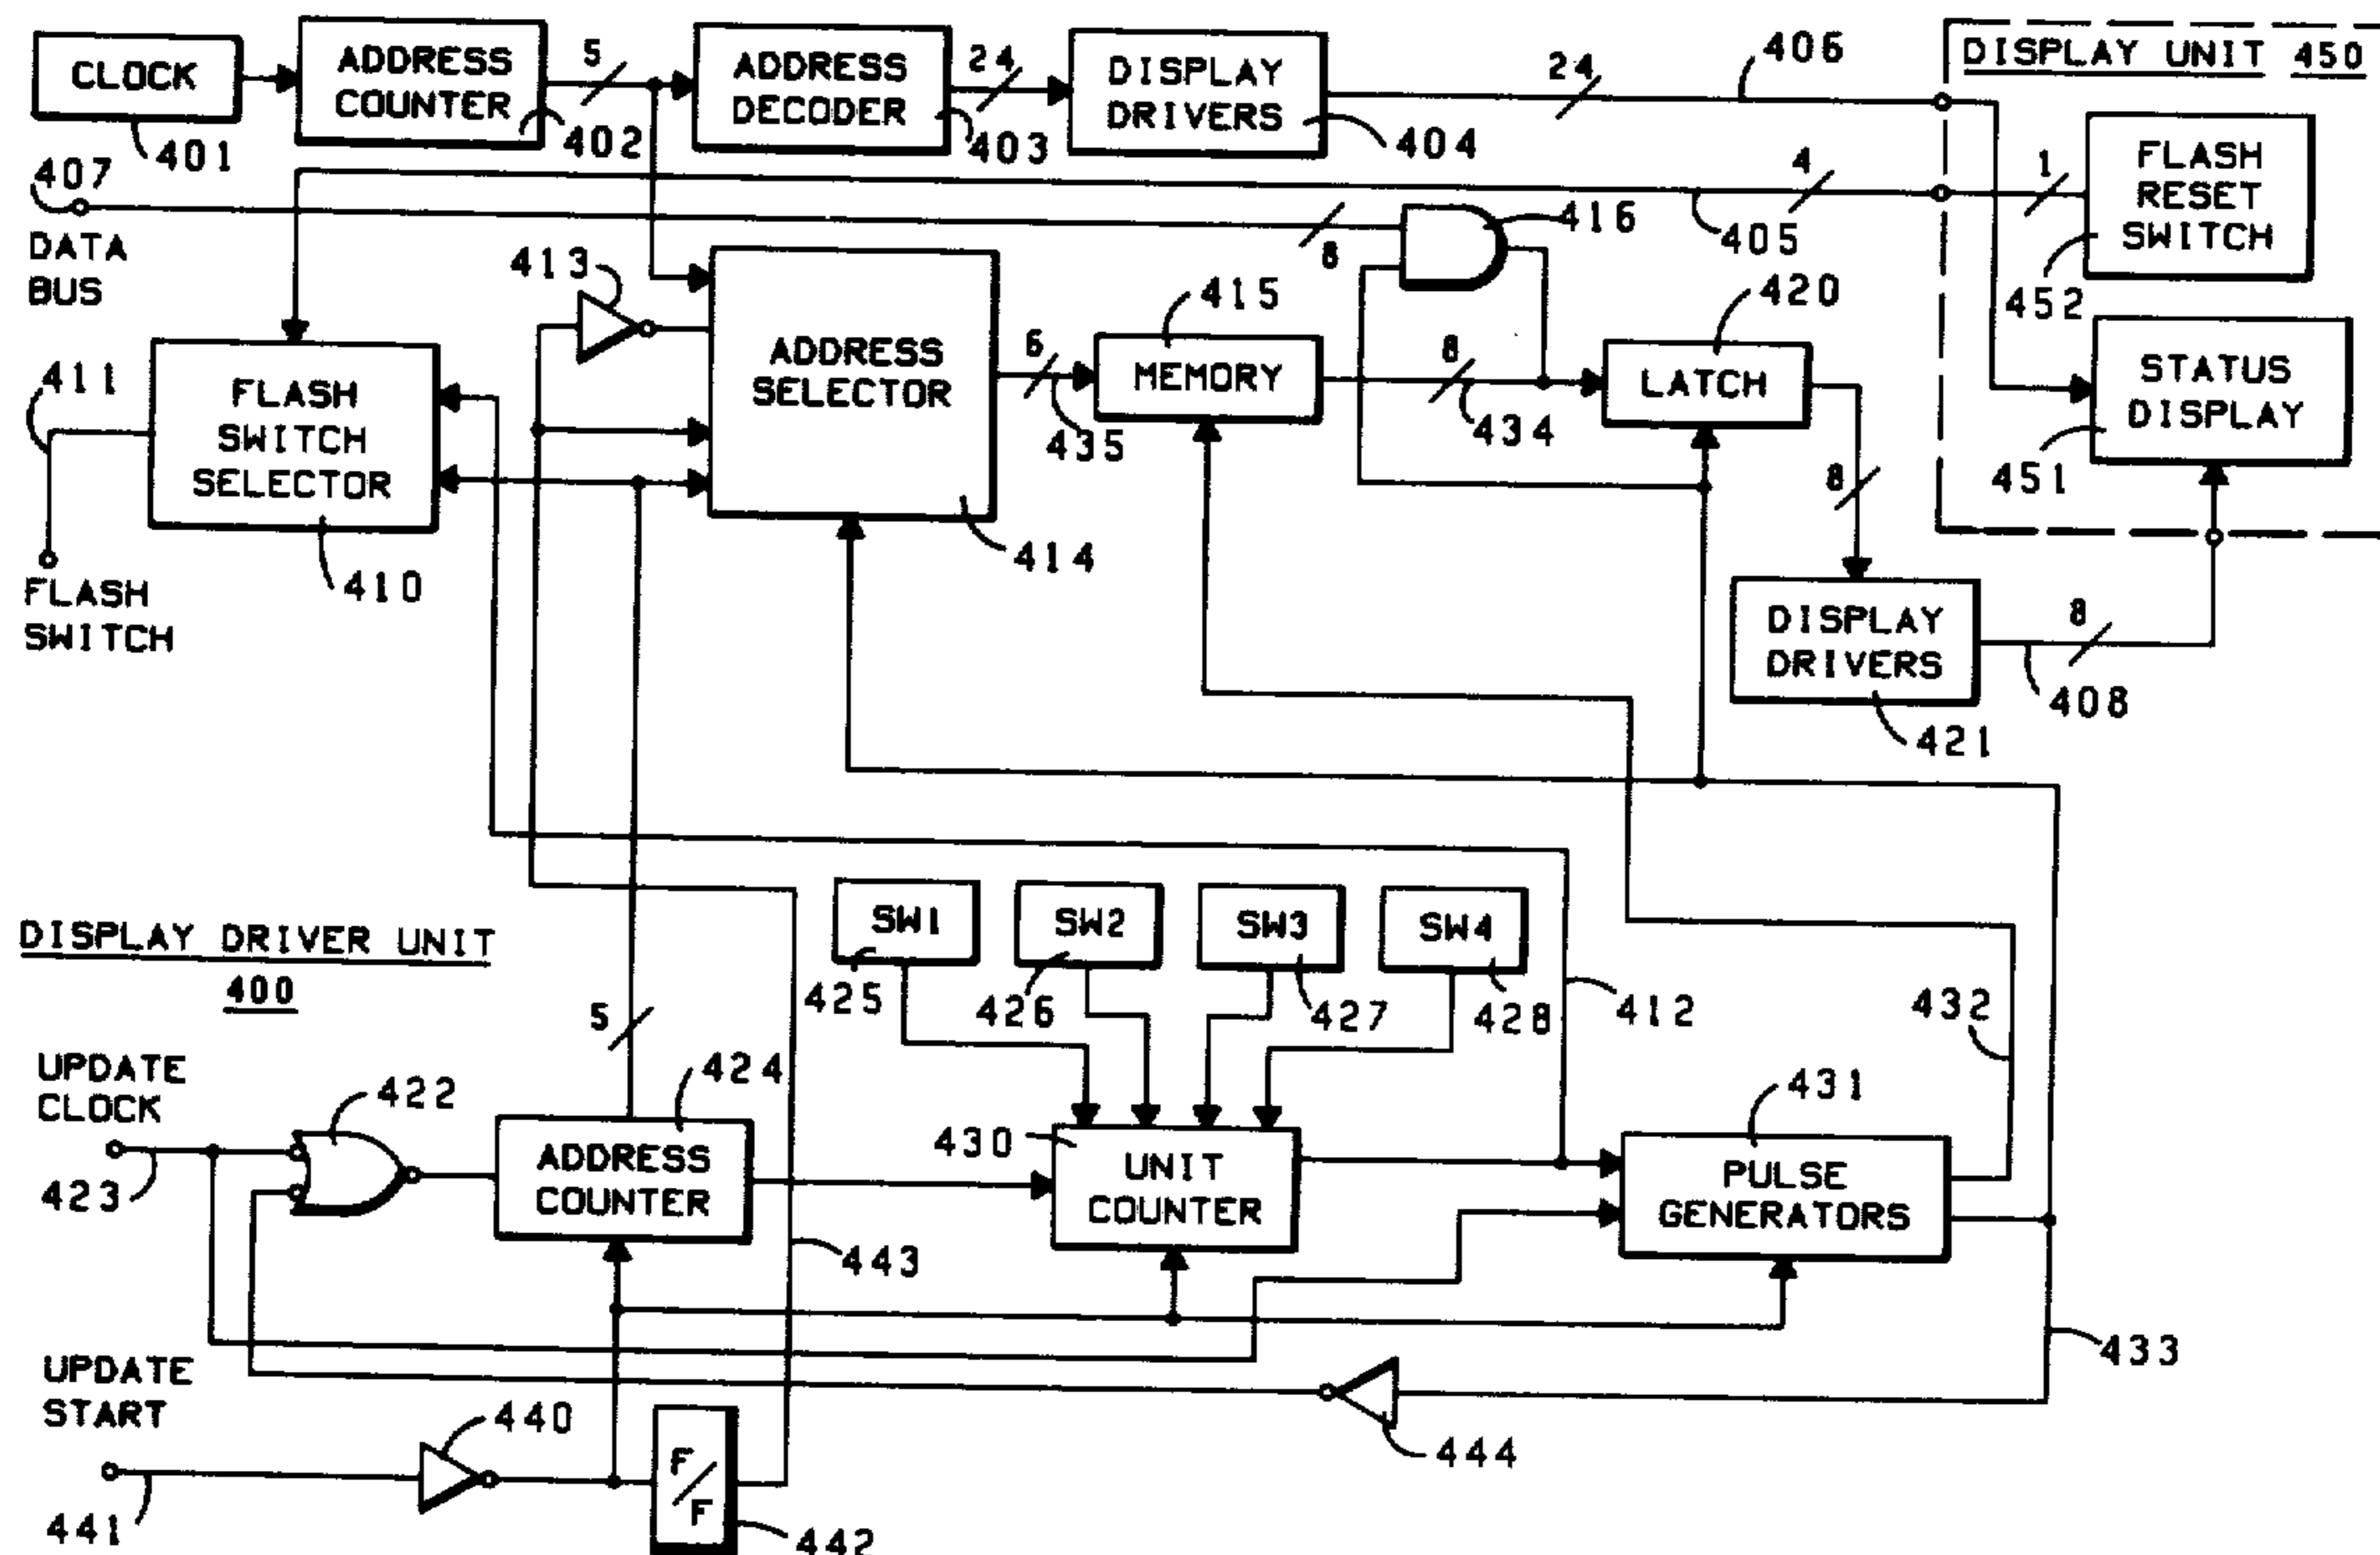 CLOCK
401
ADDRESS
COUNTER
402
5
ADDRESS
DECODER
403
24
DISPLAY
DRIVERS
404
24
406
DISPLAY UNIT 450
407
DATA
BUS
8
416
4
405
1
FLASH
RESET
SWITCH
452
413
411
FLASH
SWITCH
SELECTOR
410
FLASH
SWITCH
ADDRESS
SELECTOR
414
6
435
415
MEMORY
8
434
420
LATCH
8
STATUS
DISPLAY
451
DISPLAY
DRIVERS
421
8
408
DISPLAY DRIVER UNIT
400
SW1
425
SW2
426
SW3
427
SW4
428
412
432
5
UPDATE
CLOCK
423
422
424
ADDRESS
COUNTER
443
430
UNIT
COUNTER
431
PULSE
GENERATORS
433
UPDATE
START
441
440
F/F
442
444